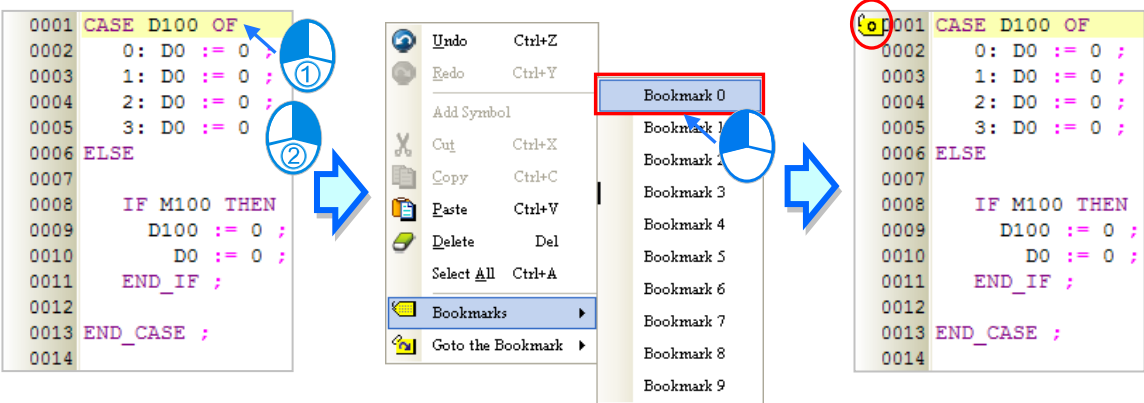 0001 CASE D100 OF
0002 0: D0 := 0 ;
0003 1: D0 := 0 ;
0004 2: D0 := 0 ;
0005 3: D0 := 0
0006 ELSE
0007
0008 IF M100 THEN
0009 D100 := 0 ;
0010 D0 := 0 ;
0011 END_IF ;
0012
0013 END_CASE ;
0014
1
2
Undo Ctrl+Z
Redo Ctrl+Y
Add Symbol
Cut Ctrl+X
Copy Ctrl+C
Paste Ctrl+V
Delete Del
Select All Ctrl+A
Bookmarks
Goto the Bookmark
Bookmark 0
Bookmark 1
Bookmark 2
Bookmark 3
Bookmark 4
Bookmark 5
Bookmark 6
Bookmark 7
Bookmark 8
Bookmark 9
0
0001 CASE D100 OF
0002 0: D0 := 0 ;
0003 1: D0 := 0 ;
0004 2: D0 := 0 ;
0005 3: D0 := 0 ;
0006 ELSE
0007
0008 IF M100 THEN
0009 D100 := 0 ;
0010 D0 := 0 ;
0011 END_IF ;
0012
0013 END_CASE ;
0014